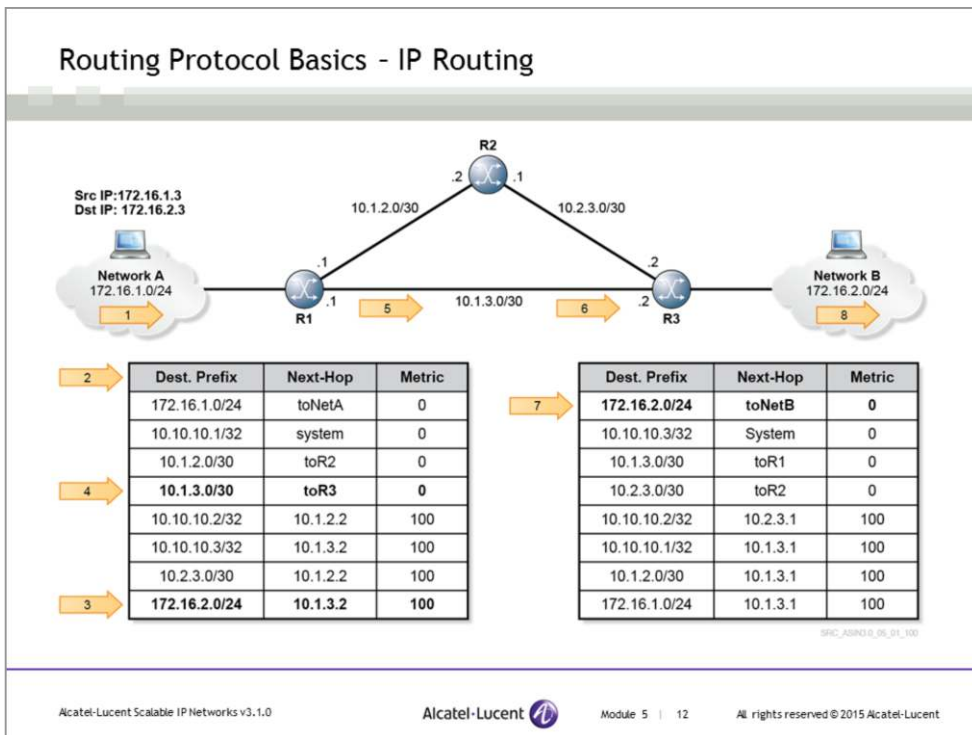 Routing Protocol Basics - IP Routing
R2
.2
.1
Src IP:172.16.1.3
Dst IP: 172.16.2.3
10.1.2.0/30
10.2.3.0/30
Network A
172.16.1.0/24
1
.1
.1
R1
5
10.1.3.0/30
6
.2
.2
R3
Network B
172.16.2.0/24
8
2
Dest. Prefix Next-Hop Metric
172.16.1.0/24 toNetA 0
10.10.10.1/32 system 0
10.1.2.0/30 toR2 0
4
10.1.3.0/30 toR3 0
10.10.10.2/32 10.1.2.2 100
10.10.10.3/32 10.1.3.2 100
10.2.3.0/30 10.1.2.2 100
3
172.16.2.0/24 10.1.3.2 100
Dest. Prefix Next-Hop Metric
7
172.16.2.0/24 toNetB 0
10.10.10.3/32 System 0
10.1.3.0/30 toR1 0
10.2.3.0/30 toR2 0
10.10.10.2/32 10.2.3.1 100
10.10.10.1/32 10.1.3.1 100
10.1.2.0/30 10.1.3.1 100
172.16.1.0/24 10.1.3.1 100
SRC_ASIN3.0_05_01_100
Alcatel-Lucent Scalable IP Networks v3.1.0
Alcatel·Lucent
Module 5 | 12
All rights reserved © 2015 Alcatel-Lucent